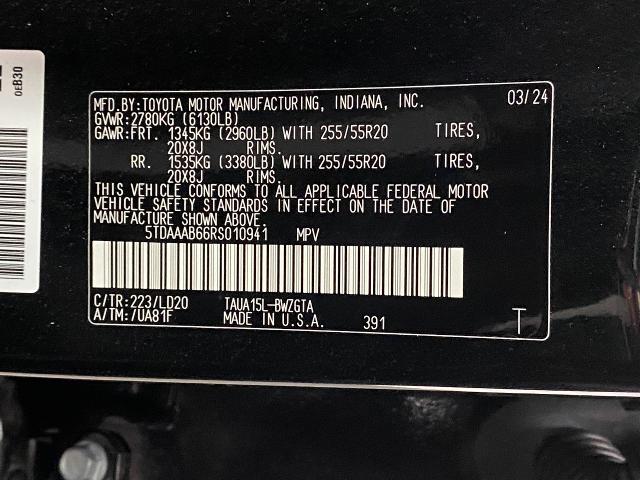 0EB30
MFD.BY:TOYOTA MOTOR MANUFACTURING, INDIANA, INC. 03/24
GVWR:2780KG (6130LB)
GAWR:FRT. 1345KG (2960LB) WITH 255/55R20 TIRES,
20X8J RIMS.
RR. 1535KG (3380LB) WITH 255/55R20 TIRES,
20X8J RIMS.
THIS VEHICLE CONFORMS TO ALL APPLICABLE FEDERAL MOTOR
VEHICLE SAFETY STANDARDS IN EFFECT ON THE DATE OF
MANUFACTURE SHOWN ABOVE.
5TDAAAB66RS010941 MPV
C/TR:223/LD20 TAUA15L-BWZGTA
A/TM:/UA81F MADE IN U.S.A. 391 T